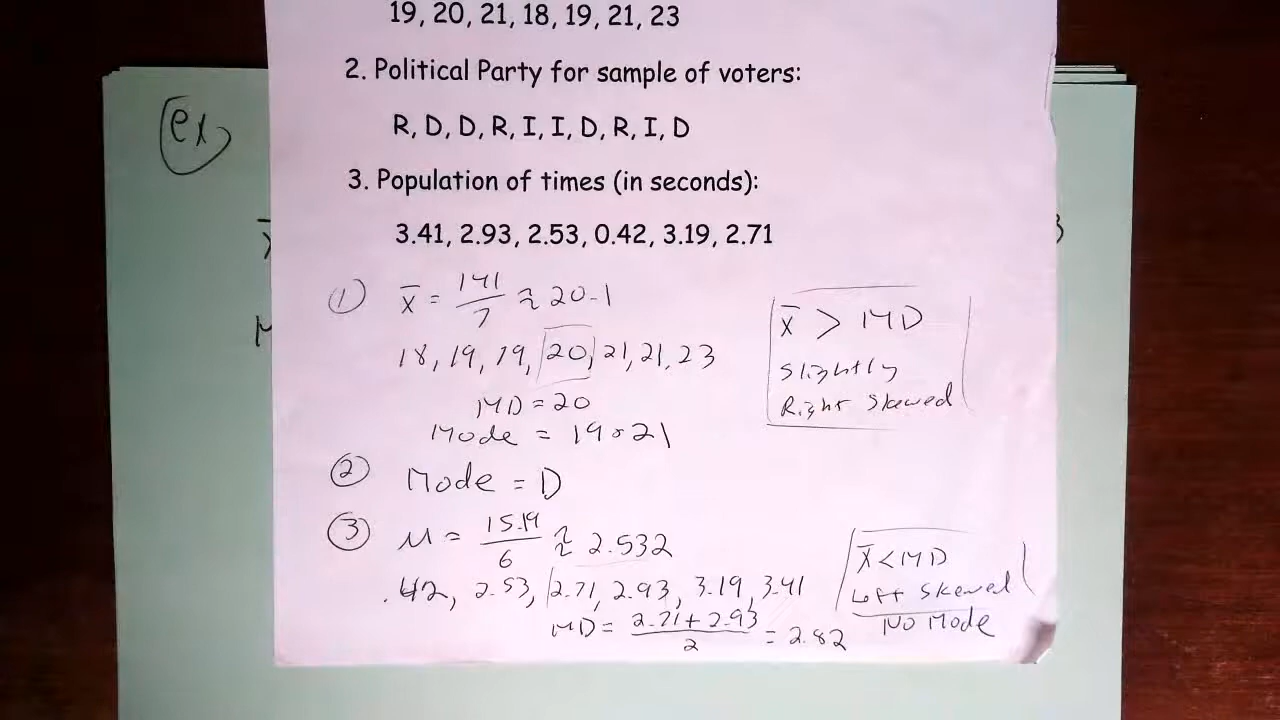 19, 20, 21, 18, 19, 21, 23
2. Political Party for sample of voters:
R, D, D, R, I, I, D, R, I, D
3. Population of times (in seconds):
3.41, 2.93, 2.53, 0.42, 3.19, 2.71
ex
① x̄ = 141/7 ≈ 20.1
18, 19, 19, 20, 21, 21, 23
MD = 20
Mode = 19 & 21
x̄ > MD
Slightly
Right Skewed
② Mode = D
③ μ = 15.19/6 ≈ 2.532
.42, 2.53, 2.71, 2.93, 3.19, 3.41
MD = 2.71 + 2.93 / 2 = 2.82
x̄ < MD
Left Skewed
No Mode